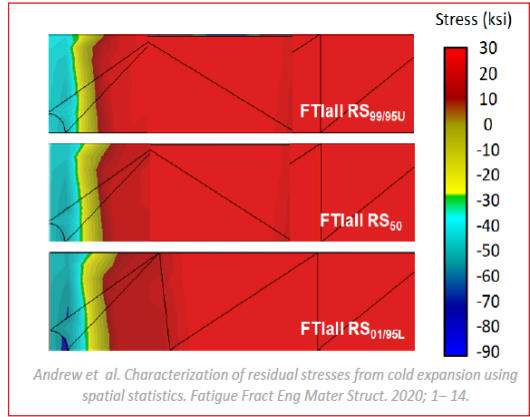 Stress (ksi)
30
20
10
0
-10
-20
-30
-40
-50
-60
-70
-80
-90
FTIall RS99/95U
FTIall RS50
FTIall RS01/95L
Andrew et al. Characterization of residual stresses from cold expansion using
spatial statistics. Fatigue Fract Eng Mater Struct. 2020; 1– 14.